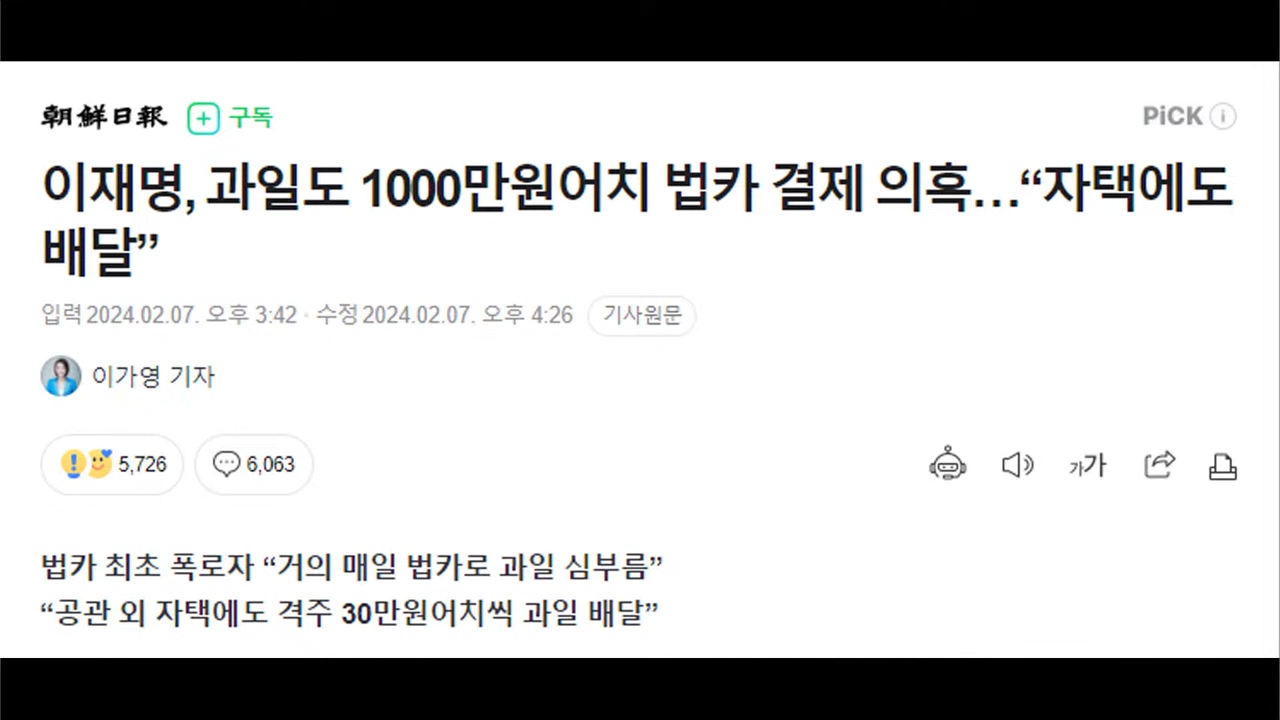 朝鮮日報 구독
PiCK i
이재명, 과일도 1000만원어치 법카 결제 의혹…“자택에도
배달”
입력 2024.02.07. 오후 3:42 · 수정 2024.02.07. 오후 4:26 기사원문
이가영 기자
5,726 6,063
가가
법카 최초 폭로자 “거의 매일 법카로 과일 심부름”
“공관 외 자택에도 격주 30만원어치씩 과일 배달”